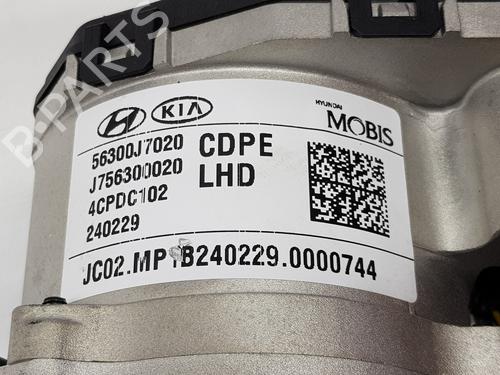 HYUNDAI
KIA
MOBIS
56300J7020
CDPE
J756300020
LHD
4CPDC102
240229
JC02.MP1B240229.0000744
B-PARTS